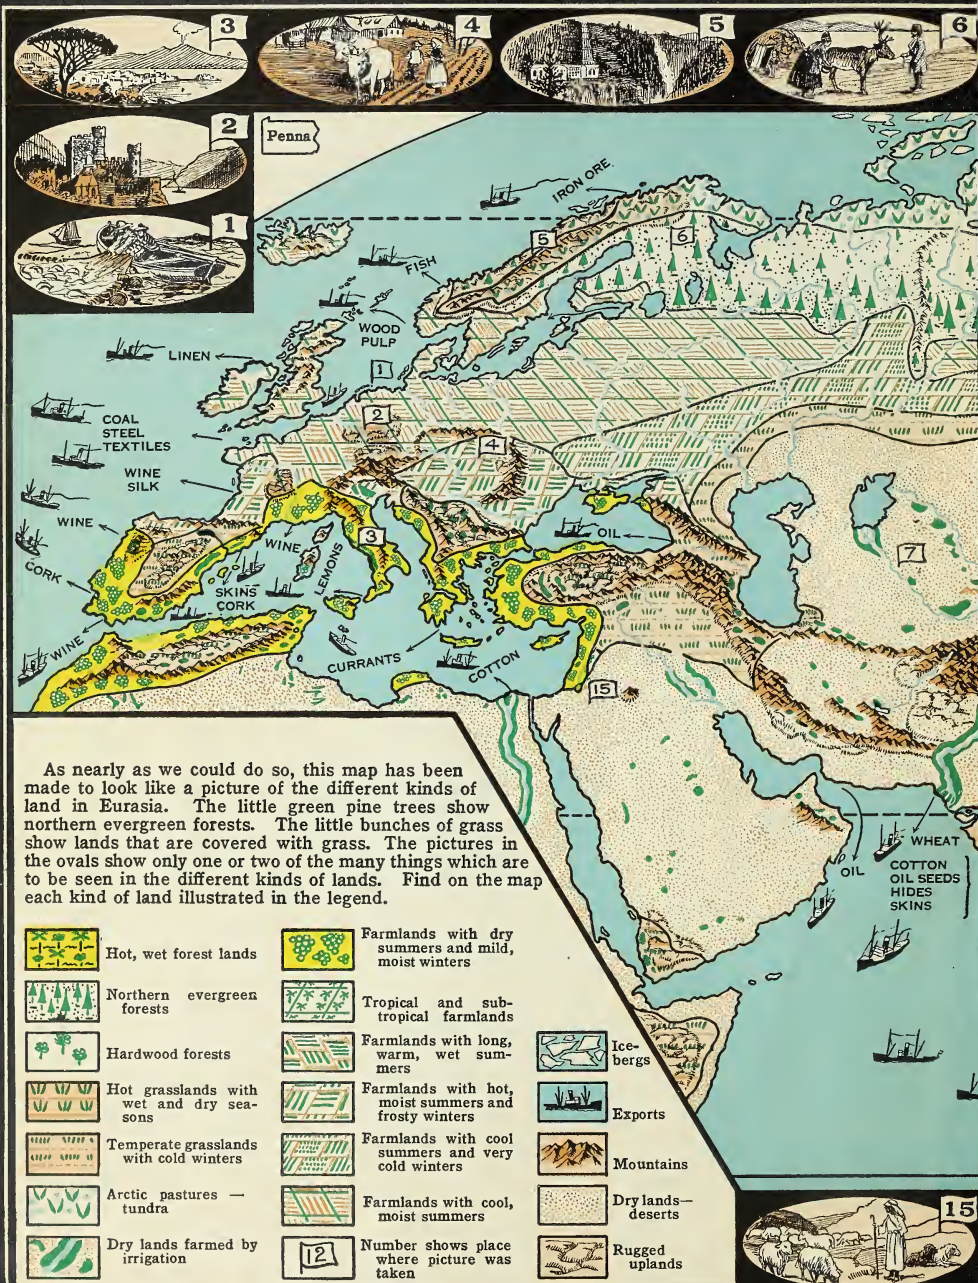 3
4
5
6
2
1
Penna
IRON ORE
5
6
FISH
WOOD
PULP
LINEN
1
2
COAL
STEEL
TEXTILES
4
WINE
SILK
WINE
WINE
3
OIL
7
CORK
SKINS
CORK
LEMONS
WINE
CURRANTS
COTTON
15
As nearly as we could do so, this map has been
made to look like a picture of the different kinds of
land in Eurasia. The little green pine trees show
northern evergreen forests. The little bunches of grass
show lands that are covered with grass. The pictures in
the ovals show only one or two of the many things which are
to be seen in the different kinds of lands. Find on the map
each kind of land illustrated in the legend.
WHEAT
OIL
COTTON
OIL SEEDS
HIDES
SKINS
Hot, wet forest lands
Northern evergreen
forests
Hardwood forests
Hot grasslands with
wet and dry sea-
sons
Temperate grasslands
with cold winters
Arctic pastures —
tundra
Dry lands farmed by
irrigation
Farmlands with dry
summers and mild,
moist winters
Tropical and sub-
tropical farmlands
Farmlands with long,
warm, wet sum-
mers
Farmlands with hot,
moist summers and
frosty winters
Farmlands with cool
summers and very
cold winters
Farmlands with cool,
moist summers
12
Number shows place
where picture was
taken
Ice-
bergs
Exports
Mountains
Dry lands—
deserts
Rugged
uplands
15